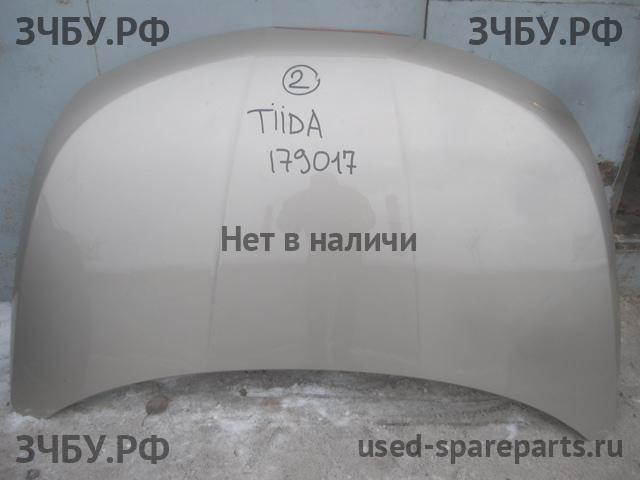 ЗЧБУ.РФ
ЗЧБУ.РФ
2
TIIDA
179017
Нет в наличи
ЗЧБУ.РФ
used-spareparts.ru